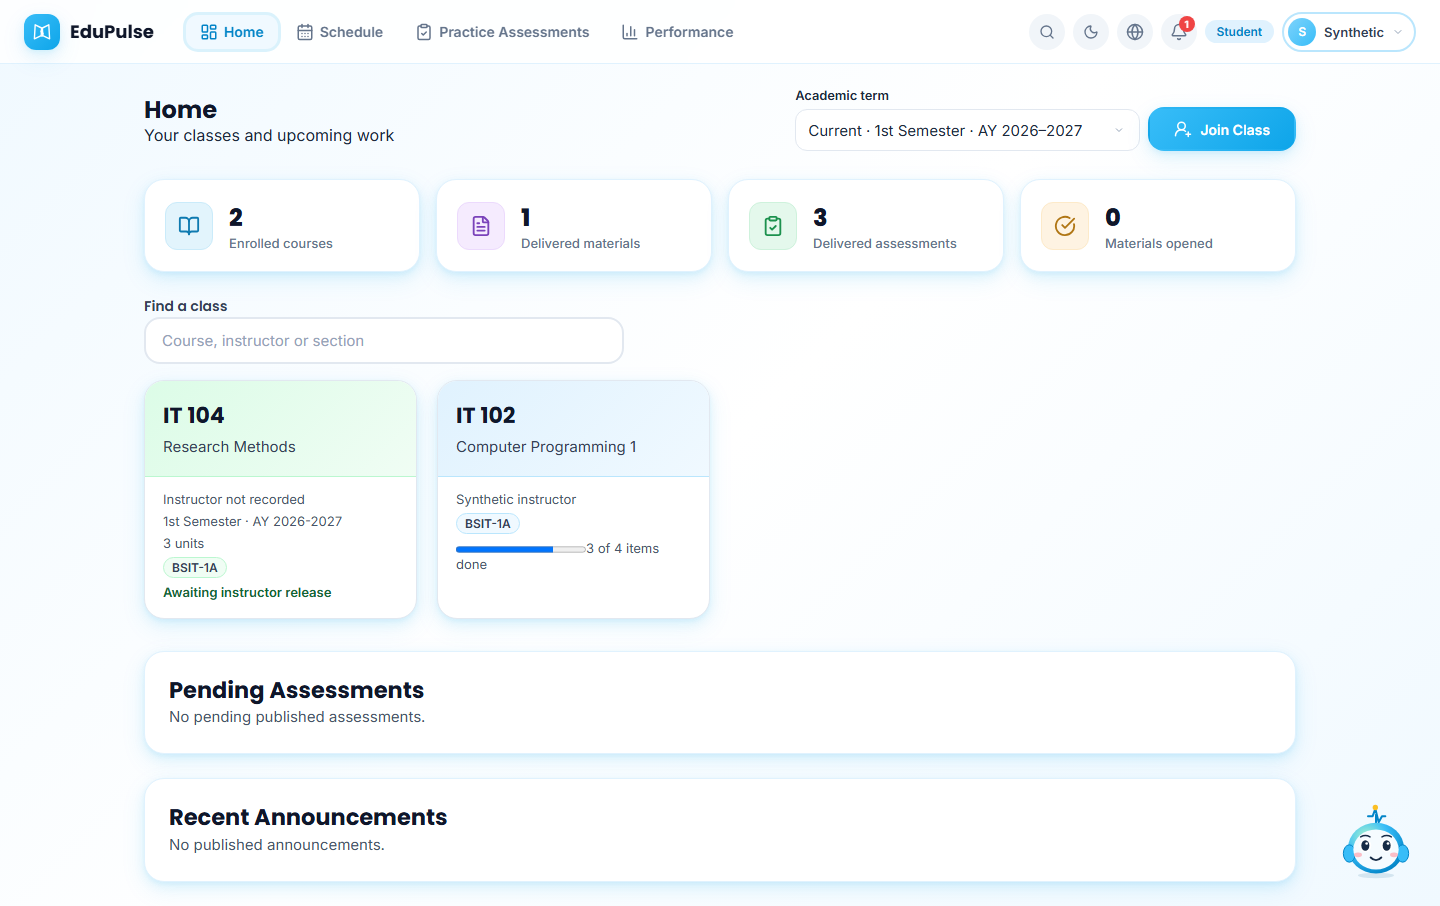 EduPulse
Home
Schedule
Practice Assessments
Performance
1
Student
S
Synthetic
Home
Your classes and upcoming work
Academic term
Current · 1st Semester · AY 2026–2027
Join Class
2
Enrolled courses
1
Delivered materials
3
Delivered assessments
0
Materials opened
Find a class
Course, instructor or section
IT 104
Research Methods
Instructor not recorded
1st Semester · AY 2026-2027
3 units
BSIT-1A
Awaiting instructor release
IT 102
Computer Programming 1
Synthetic instructor
BSIT-1A
3 of 4 items
done
Pending Assessments
No pending published assessments.
Recent Announcements
No published announcements.